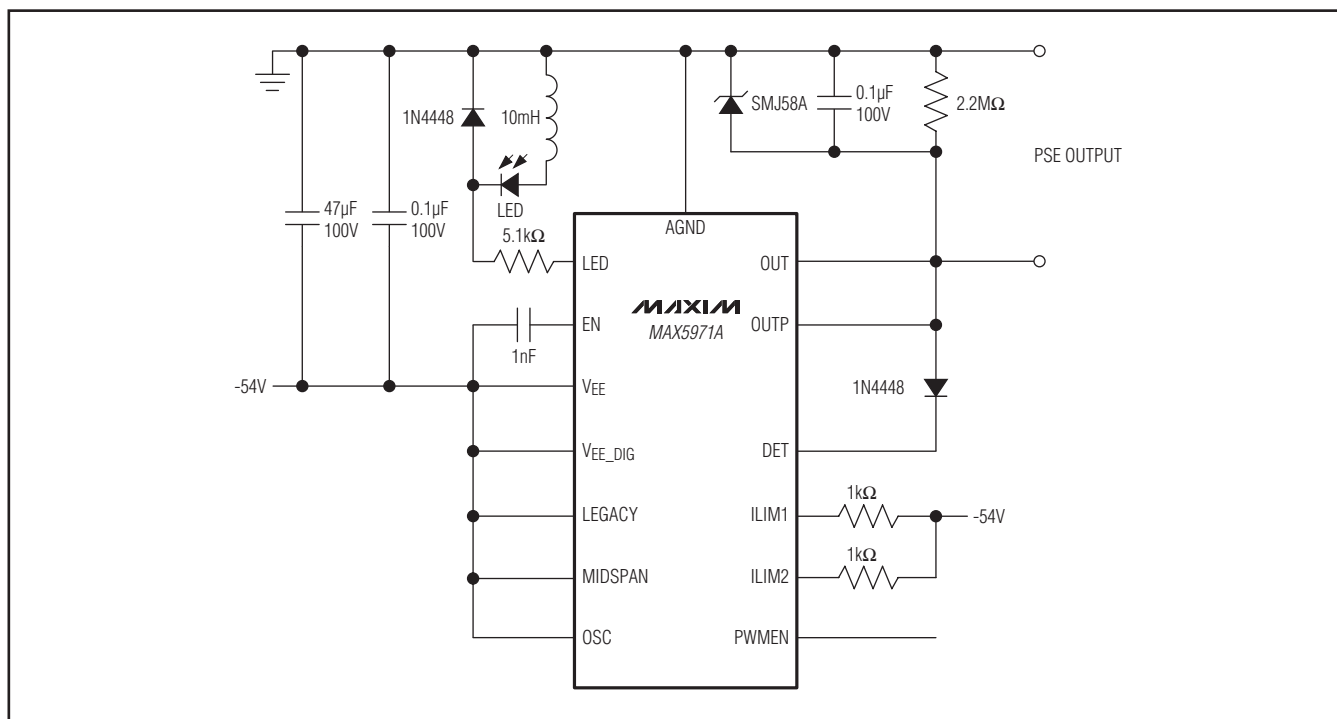 1N4448
10mH
SMJ58A
0.1µF
100V
2.2MΩ
PSE OUTPUT
47µF
100V
0.1µF
100V
LED
5.1kΩ
AGND
LED
OUT
MAXIM
MAX5971A
EN
OUTP
1nF
-54V
VEE
1N4448
VEE_DIG
DET
LEGACY
ILIM1
1kΩ
-54V
MIDSPAN
ILIM2
1kΩ
OSC
PWMEN